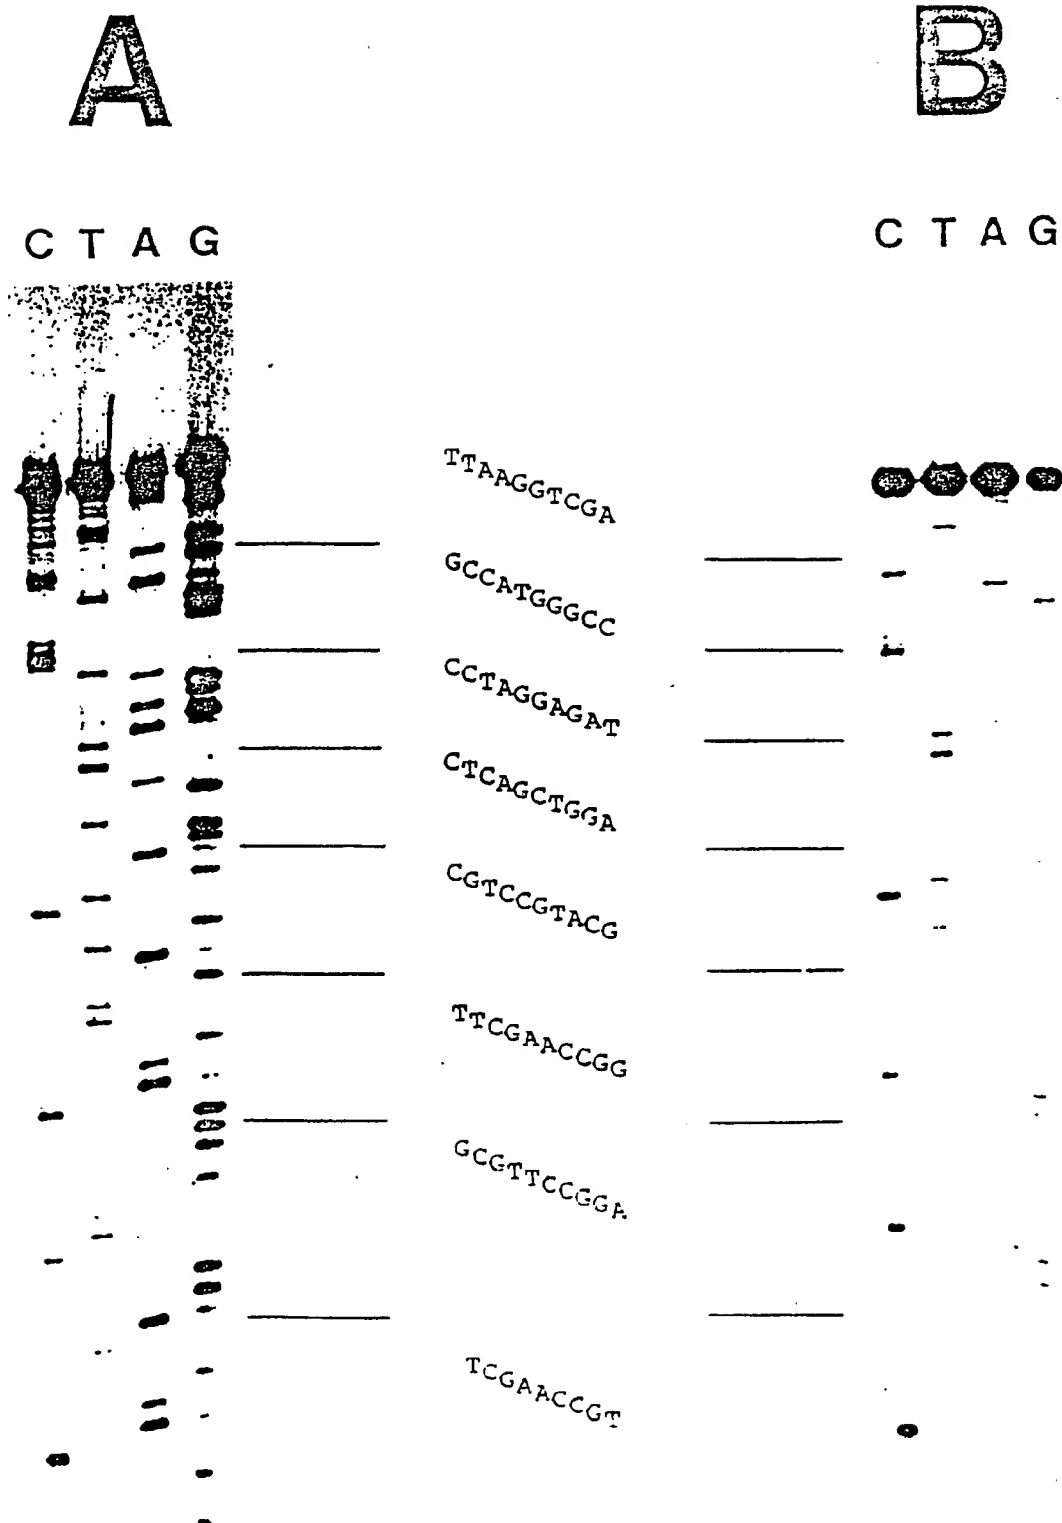 A B
C T A G C T A G
TTAAGGTCGA
GCCATGGGCC
CCTAGGAGAT
CTCAGCTGGA
CGTCCGTACG
TTCGAACCGG
GCGTTCCGGA
TCGAACCGT